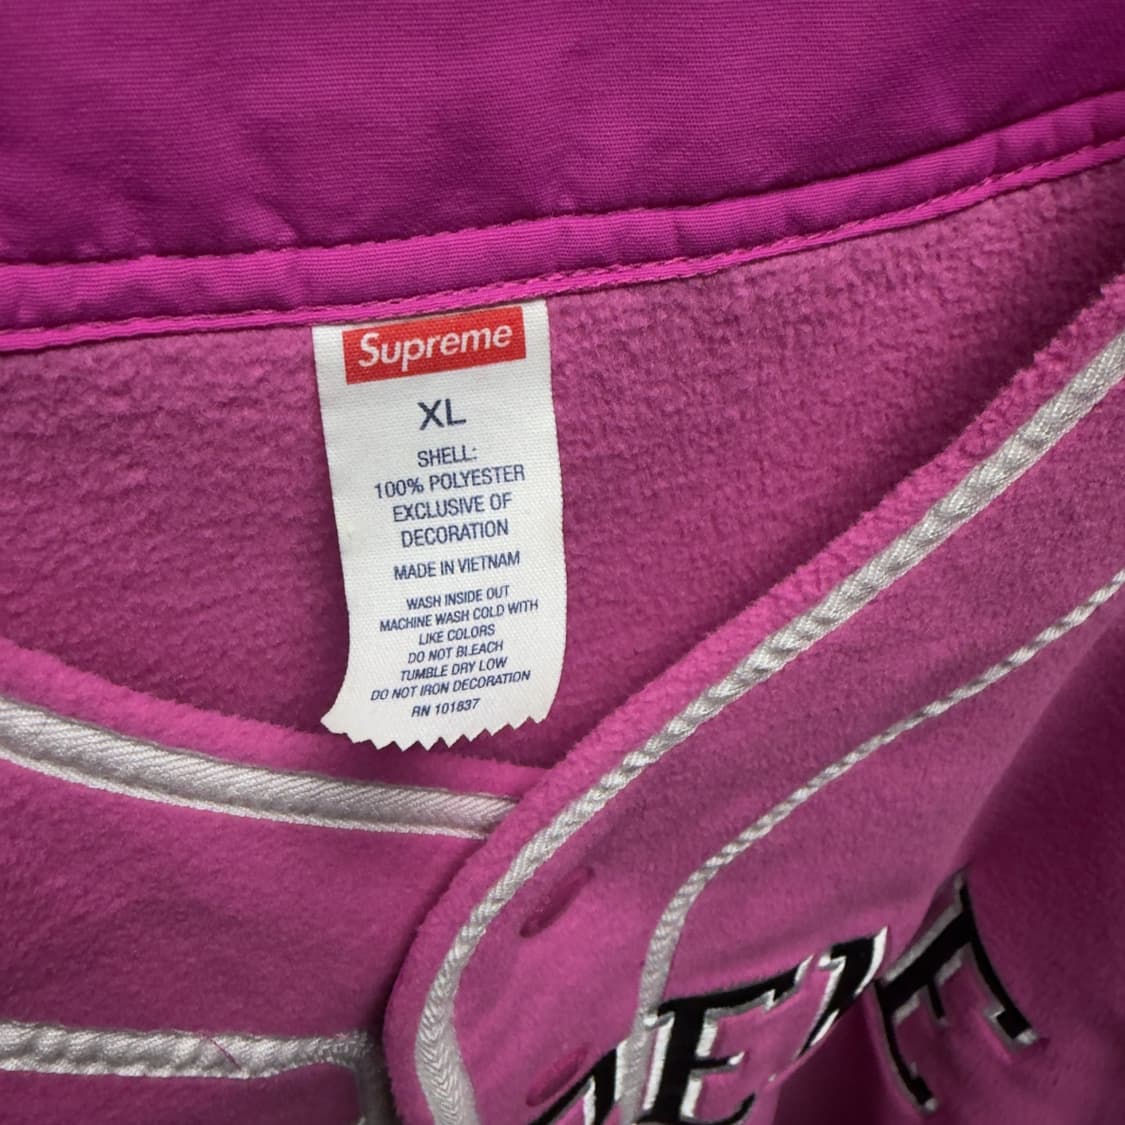 Supreme
XL
SHELL:
100% POLYESTER
EXCLUSIVE OF
DECORATION
MADE IN VIETNAM
WASH INSIDE OUT
MACHINE WASH COLD WITH
LIKE COLORS
DO NOT BLEACH
TUMBLE DRY LOW
DO NOT IRON DECORATION
RN 101837